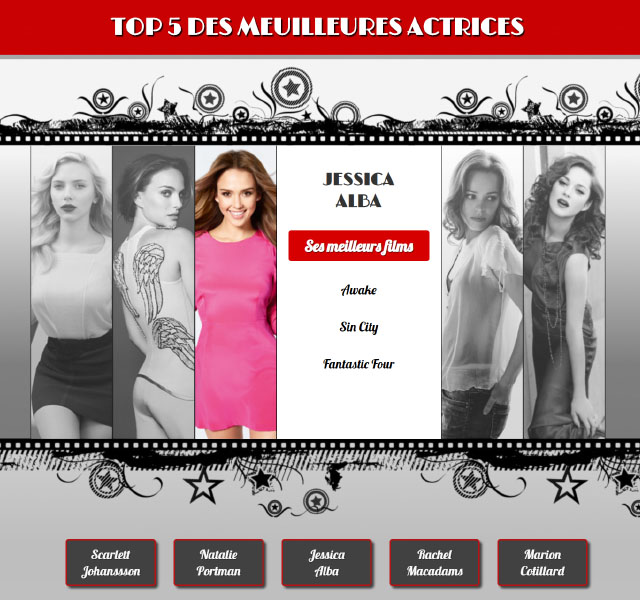 TOP 5 DES MEUILLEURES ACTRICES
JESSICA
ALBA
Ses meilleurs films
Awake
Sin City
Fantastic Four
Scarlett
Johanssson
Natalie
Portman
Jessica
Alba
Rachel
Macadams
Marion
Cotillard